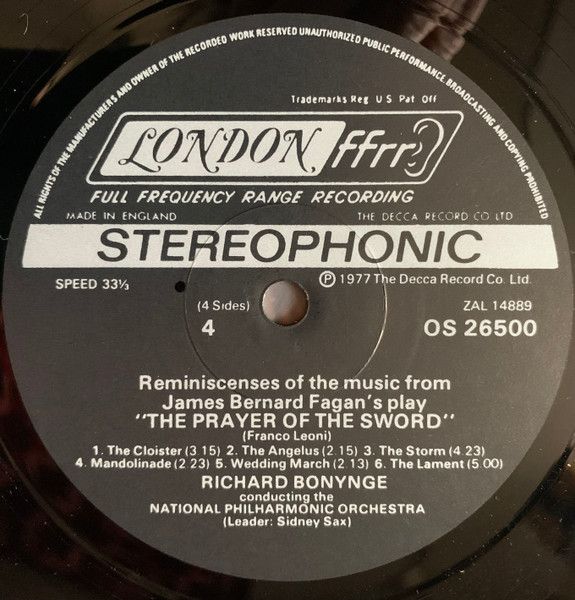 ALL RIGHTS OF THE MANUFACTURERS AND OWNER OF THE RECORDED WORK RESERVED UNAUTHORIZED PUBLIC PERFORMANCE, BROADCASTING AND COPYING PROHIBITED
Trademarks Reg U S Pat Off
LONDON ffrr
FULL FREQUENCY RANGE RECORDING
MADE IN ENGLAND THE DECCA RECORD CO LTD
STEREOPHONIC
SPEED 33⅓ Ⓟ 1977 The Decca Record Co. Ltd.
(4 Sides) ZAL 14889
4 OS 26500
Reminiscenses of the music from
James Bernard Fagan's play
"THE PRAYER OF THE SWORD"
(Franco Leoni)
1. The Cloister (3.15) 2. The Angelus (2.15) 3. The Storm (4.23)
4. Mandolinade (2 23) 5. Wedding March (2.13) 6. The Lament (5.00)
RICHARD BONYNGE
conducting the
NATIONAL PHILHARMONIC ORCHESTRA
(Leader: Sidney Sax)